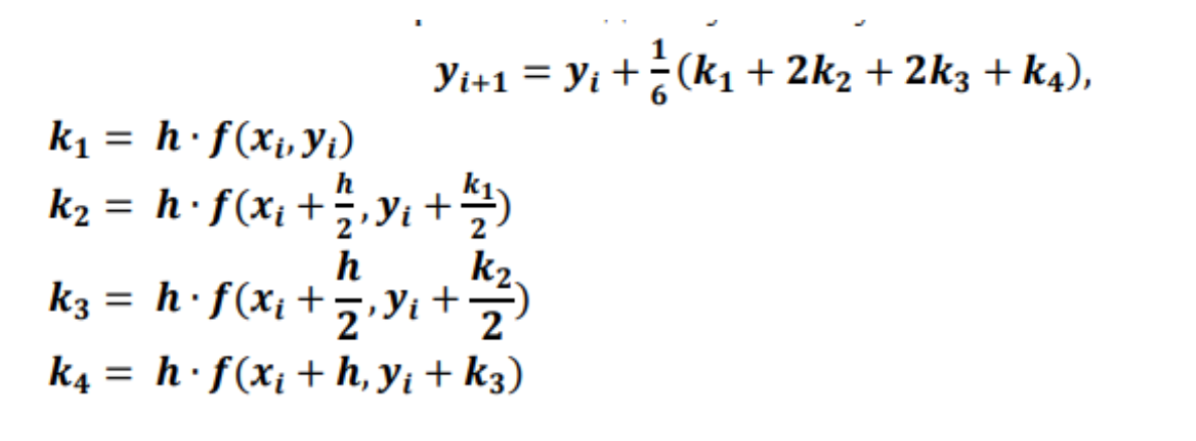 yᵢ₊₁ = yᵢ + 1/6 (k₁ + 2k₂ + 2k₃ + k₄),
k₁ = h · f(xᵢ, yᵢ)
k₂ = h · f(xᵢ + h/2, yᵢ + k₁/2)
k₃ = h · f(xᵢ + h/2, yᵢ + k₂/2)
k₄ = h · f(xᵢ + h, yᵢ + k₃)